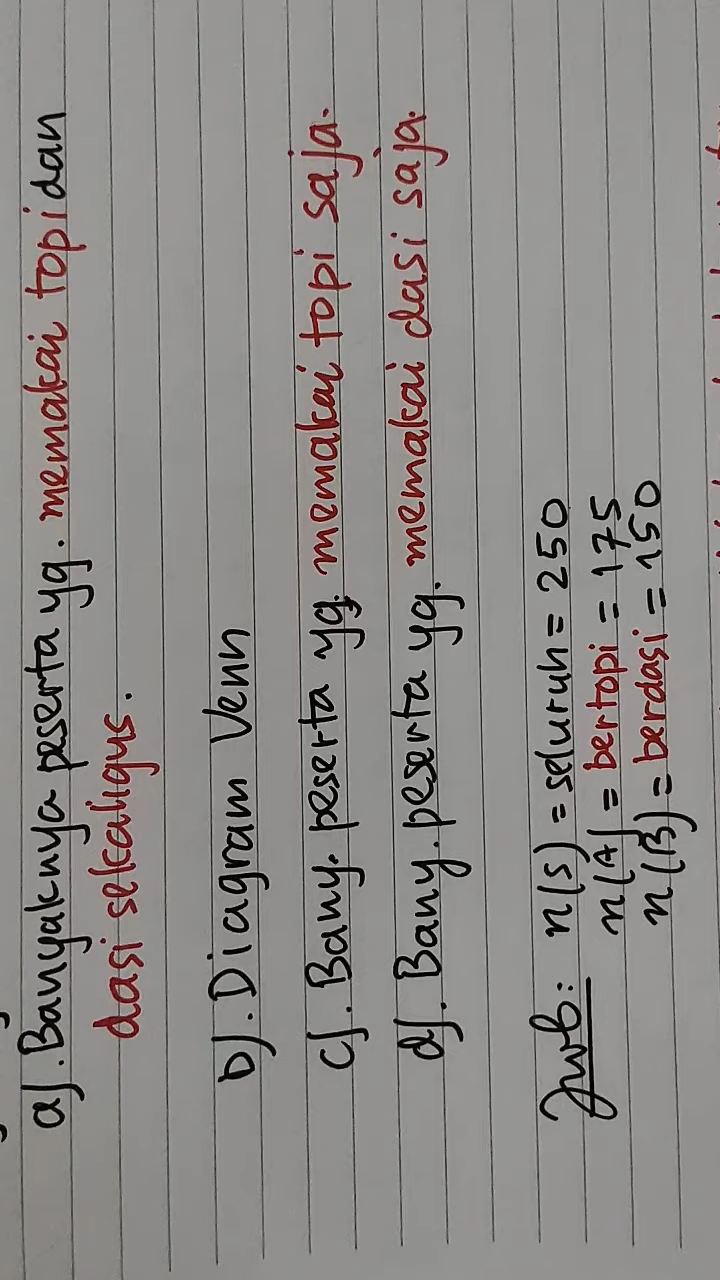 a). Banyaknya peserta yg. memakai topi dan
dasi sekaligus.
b). Diagram Venn
c). Bany. peserta yg. memakai topi saja.
d). Bany. peserta yg. memakai dasi saja.
Jwb: n(S) = seluruh = 250
n(A) = bertopi = 175
n(B) = berdasi = 150